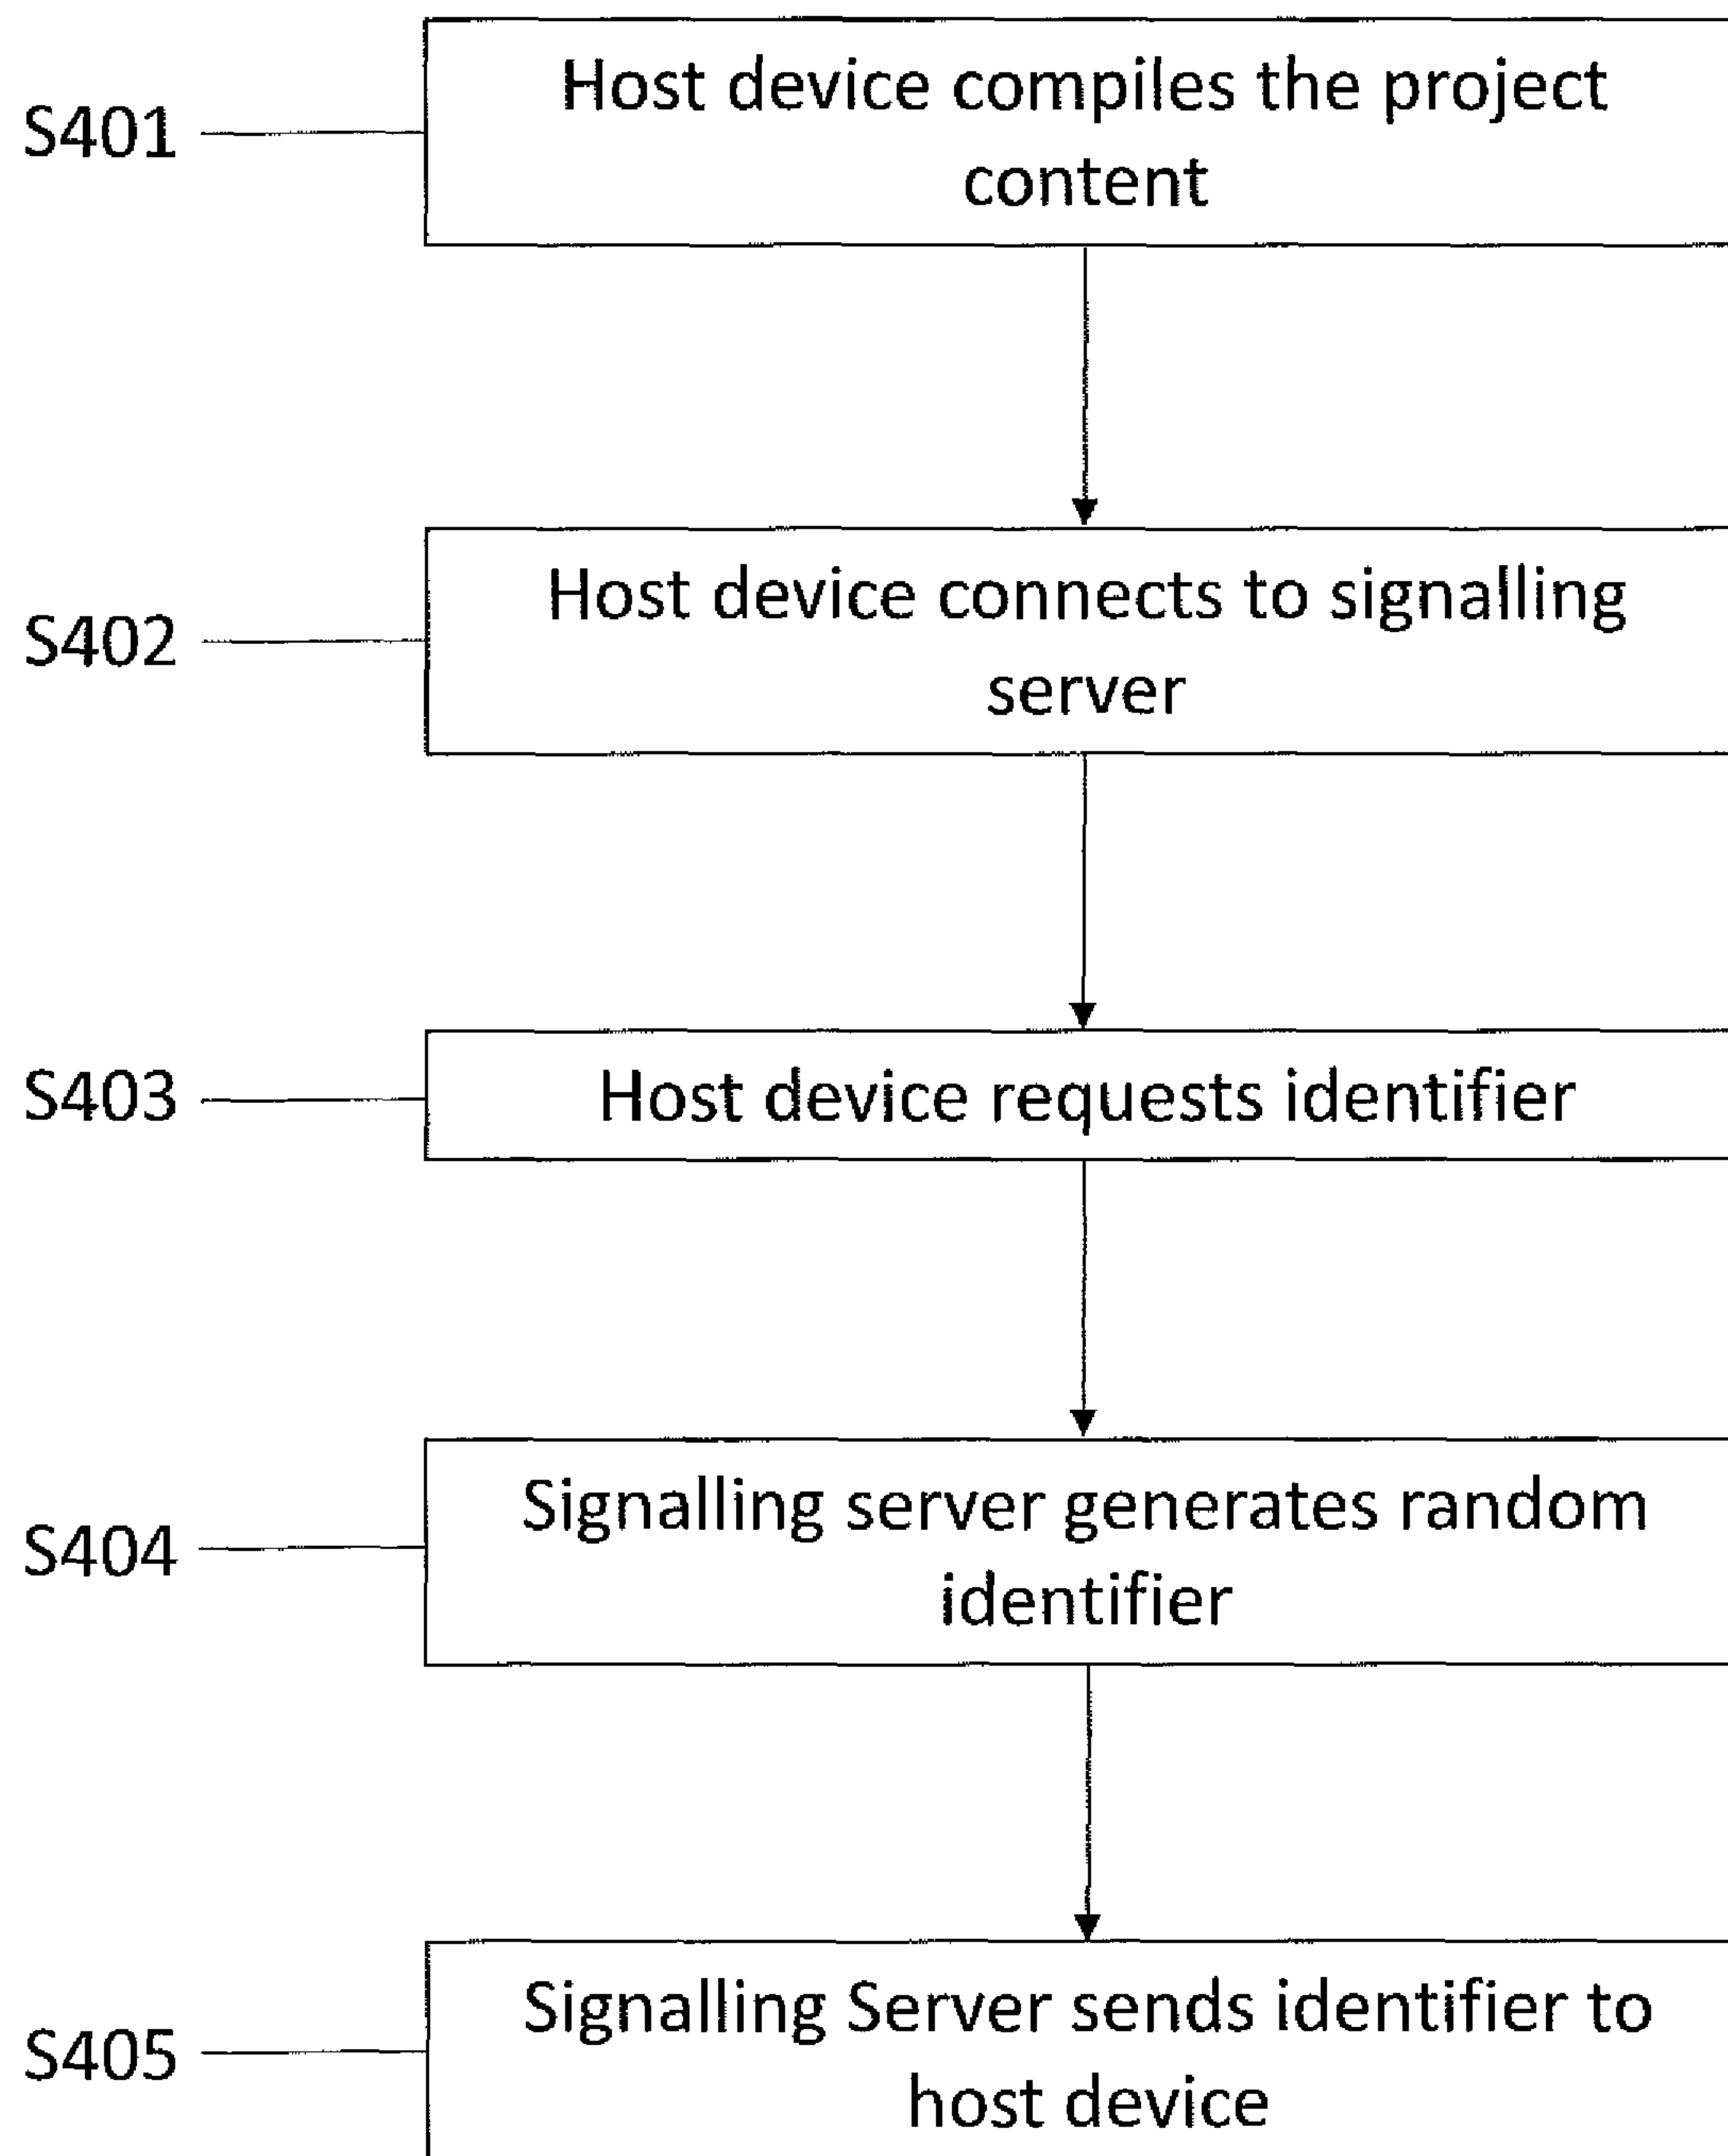 S401
Host device compiles the project
content
S402
Host device connects to signalling
server
S403
Host device requests identifier
S404
Signalling server generates random
identifier
S405
Signalling Server sends identifier to
host device